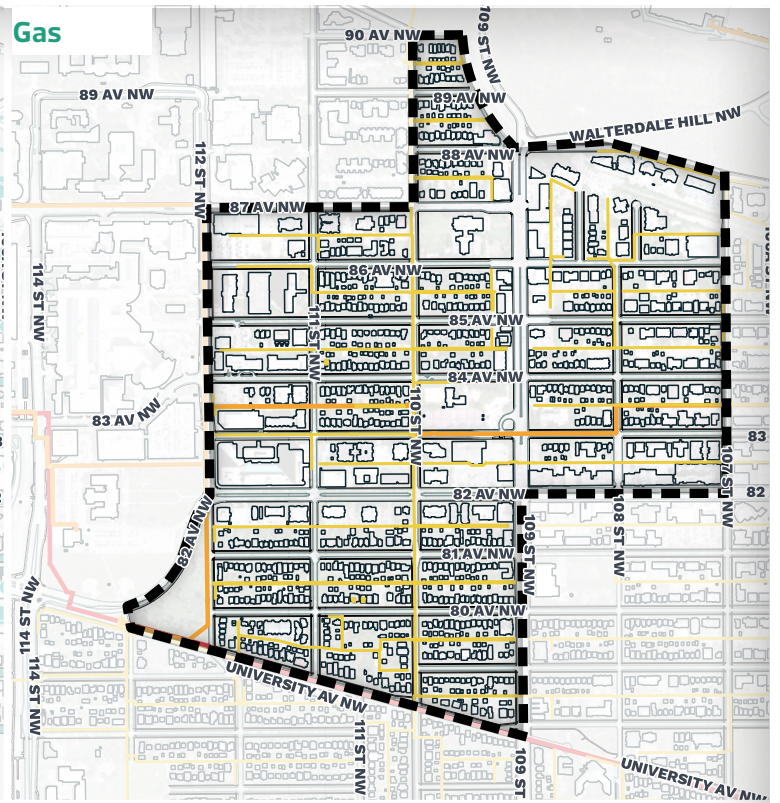 Gas
90 AV NW
109 ST NW
89 AV NW
89 AV NW
WALTERDALE HILL NW
88 AV NW
112 ST NW
87 AV NW
114 ST NW
86 AV NW
111 ST NW
85 AV NW
84 AV NW
110 ST NW
83 AV NW
83
107 ST NW
82 AV NW
82
82 AV NW
109 ST NW
108 ST NW
81 AV NW
80 AV NW
114 ST NW
114 ST NW
UNIVERSITY AV NW
111 ST NW
109 ST
UNIVERSITY AV NW